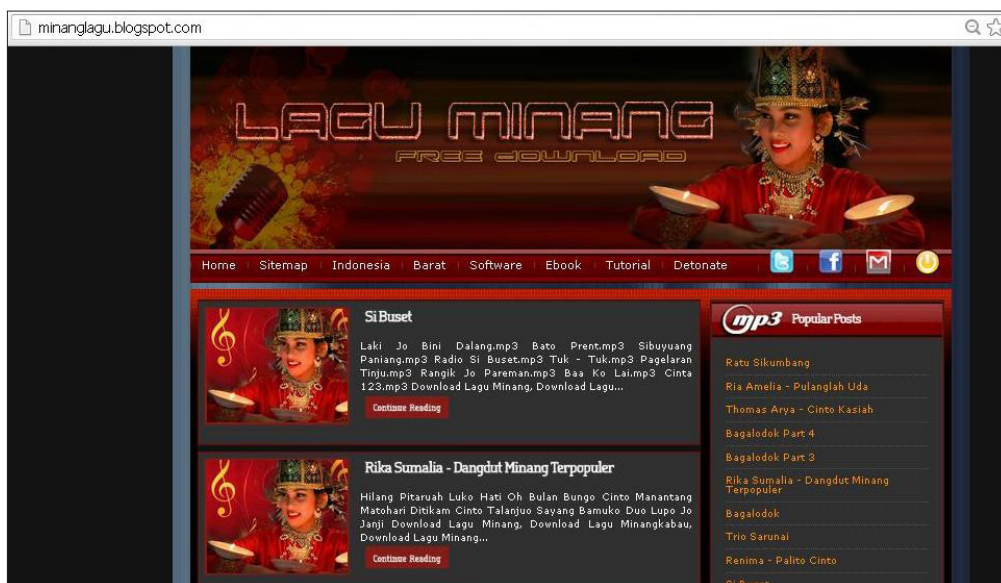 minanglagu.blogspot.com
LAGU MINANG
FREE DOWNLOAD
Home Sitemap Indonesia Barat Software Ebook Tutorial Detonate
Si Buset
Laki Jo Bini Dalang.mp3 Bato Prent.mp3 Sibuyuang
Paniang.mp3 Radio Si Buset.mp3 Tuk - Tuk.mp3 Pagelaran
Tinju.mp3 Rangik Jo Pareman.mp3 Baa Ko Lai.mp3 Cinta
123.mp3 Download Lagu Minang, Download Lagu...
Continue Reading
Rika Sumalia - Dangdut Minang Terpopuler
Hilang Pitaruah Luko Hati Oh Bulan Bungo Cinto Manantang
Matohari Ditikam Cinto Talanjuo Sayang Bamuko Duo Lupo Jo
Janji Download Lagu Minang, Download Lagu Minangkabau,
Download Lagu Minang...
Continue Reading
mp3 Popular Posts
Ratu Sikumbang
Ria Amelia - Pulanglah Uda
Thomas Arya - Cinto Kasiah
Bagalodok Part 4
Bagalodok Part 3
Rika Sumalia - Dangdut Minang
Terpopuler
Bagalodok
Trio Sarunai
Renima - Palito Cinto
Si Buset